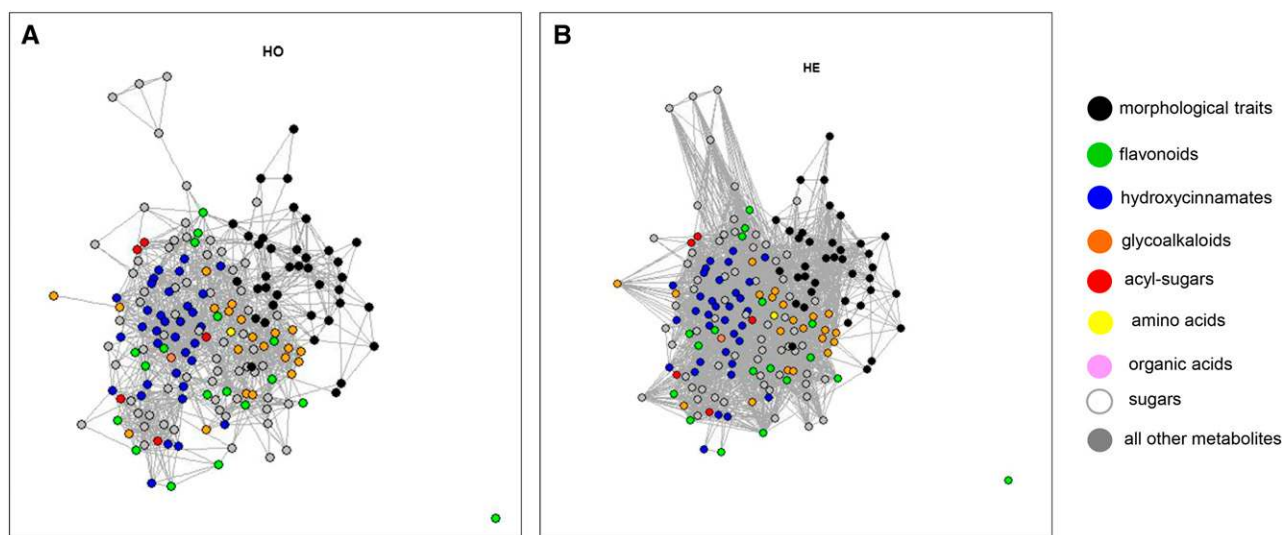 A
HO
B
HE
morphological traits
flavonoids
hydroxycinnamates
glycoalkaloids
acyl-sugars
amino acids
organic acids
sugars
all other metabolites